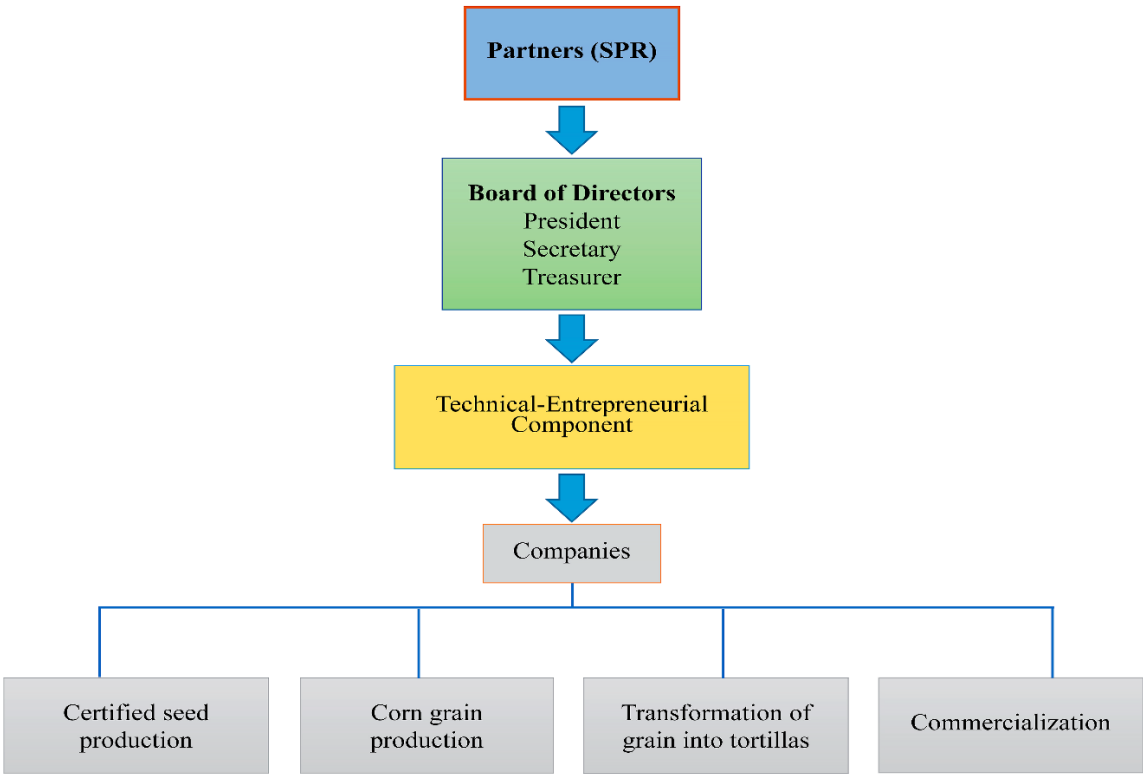 Partners (SPR)
Board of Directors
President
Secretary
Treasurer
Technical-Entrepreneurial
Component
Companies
Certified seed
production
Corn grain
production
Transformation of
grain into tortillas
Commercialization